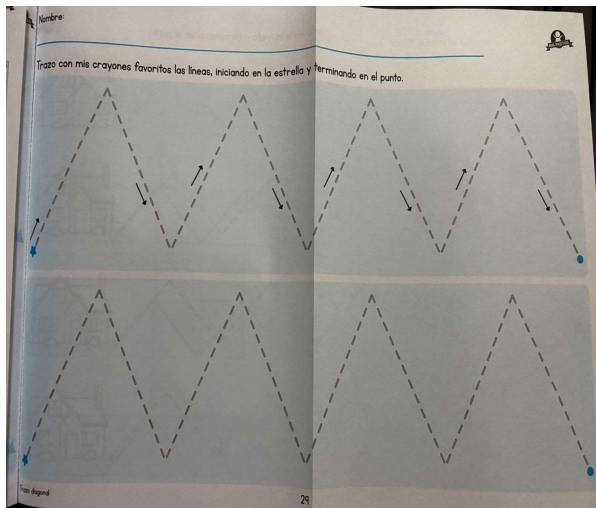 Nombre:
Trazo con mis crayones favoritos las líneas, iniciando en la estrella y terminando en el punto.
Trazo diagonal
29